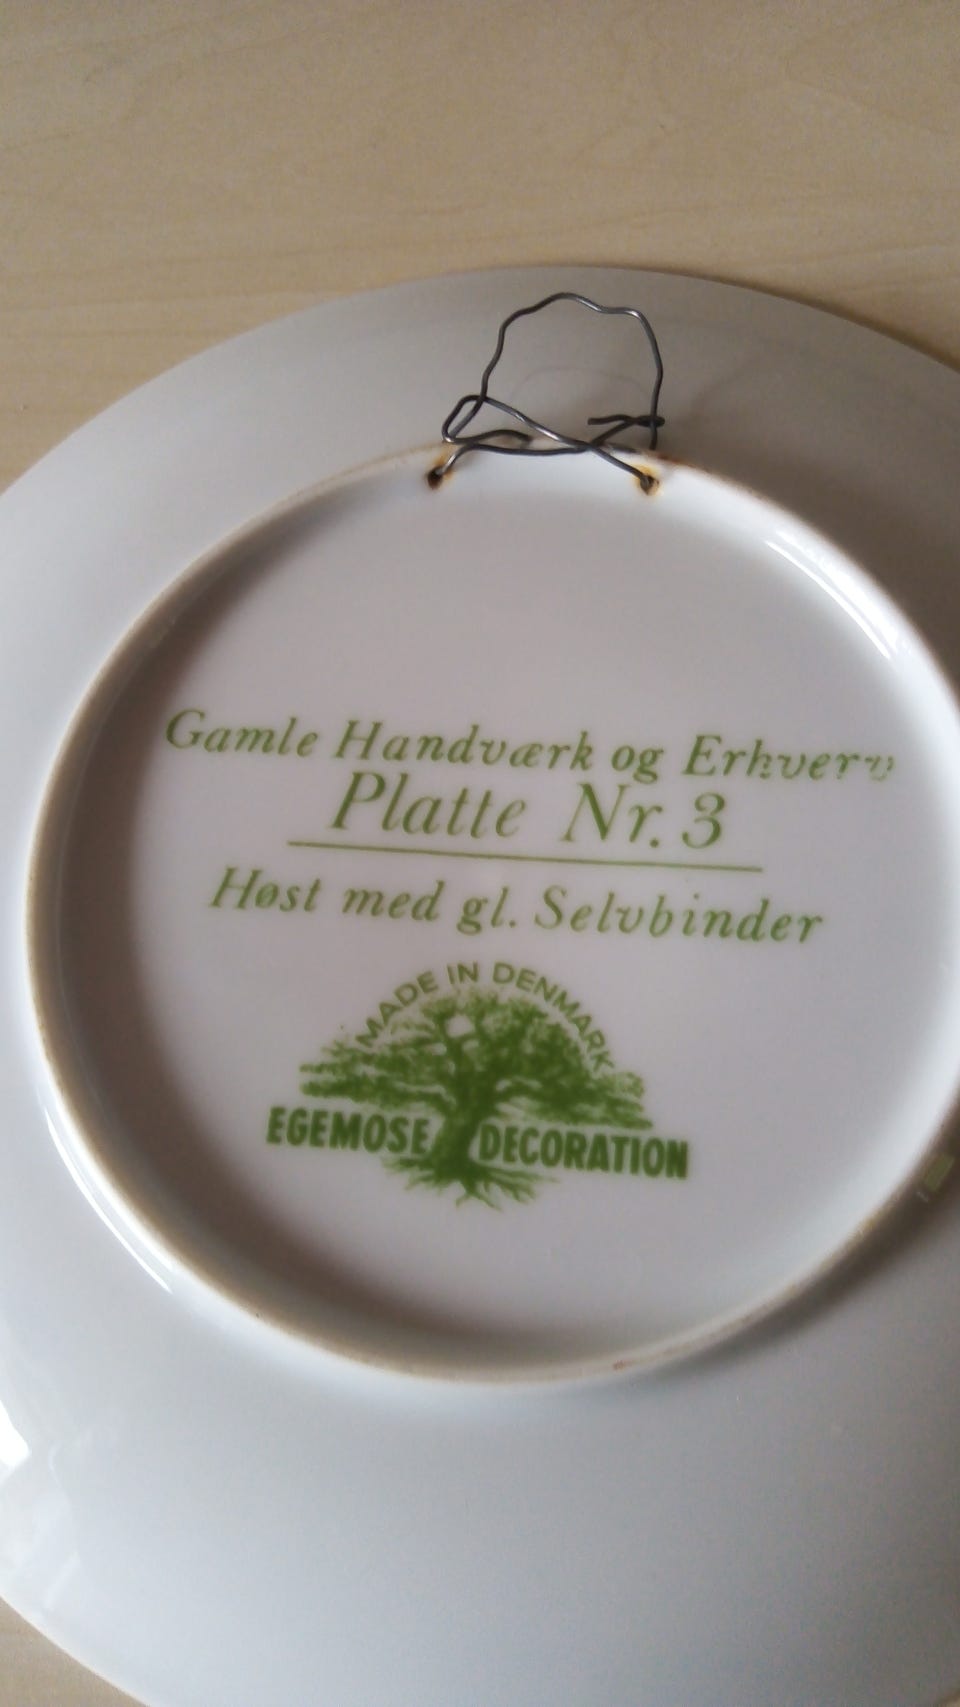 Gamle Handværk og Erhverv
Platte Nr. 3
Høst med gl. Selvbinder
MADE IN DENMARK
EGEMOSE DECORATION